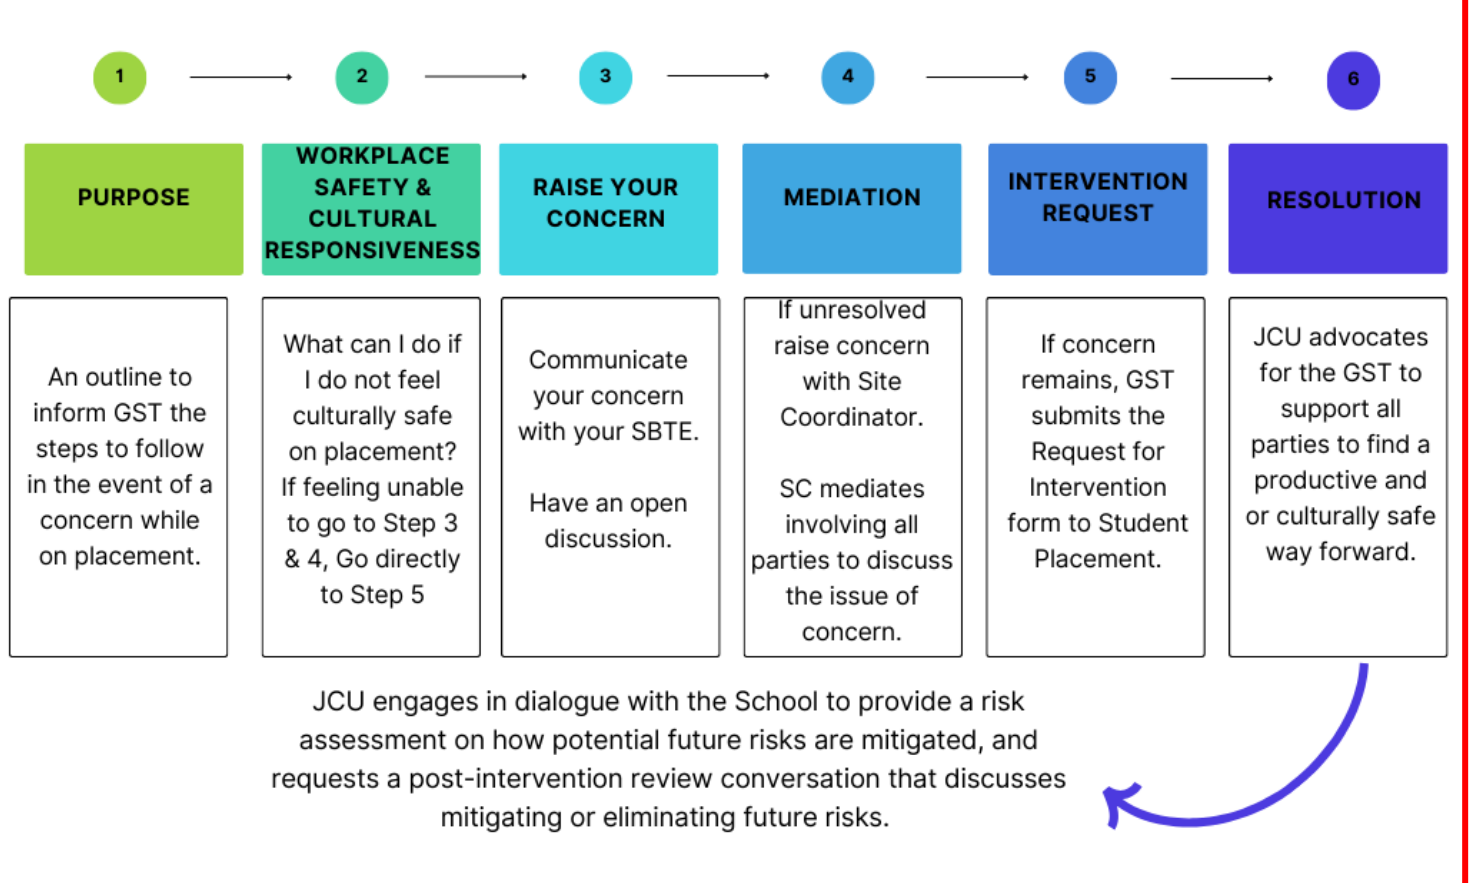 1
2
3
4
5
6
PURPOSE
WORKPLACE
SAFETY &
CULTURAL
RESPONSIVENESS
RAISE YOUR
CONCERN
MEDIATION
INTERVENTION
REQUEST
RESOLUTION
An outline to
inform GST the
steps to follow
in the event of a
concern while
on placement.
What can I do if
I do not feel
culturally safe
on placement?
If feeling unable
to go to Step 3
& 4, Go directly
to Step 5
Communicate
your concern
with your SBTE.
Have an open
discussion.
If unresolved
raise concern
with Site
Coordinator.
SC mediates
involving all
parties to discuss
the issue of
concern.
If concern
remains, GST
submits the
Request for
Intervention
form to Student
Placement.
JCU advocates
for the GST to
support all
parties to find a
productive and
or culturally safe
way forward.
JCU engages in dialogue with the School to provide a risk
assessment on how potential future risks are mitigated, and
requests a post-intervention review conversation that discusses
mitigating or eliminating future risks.